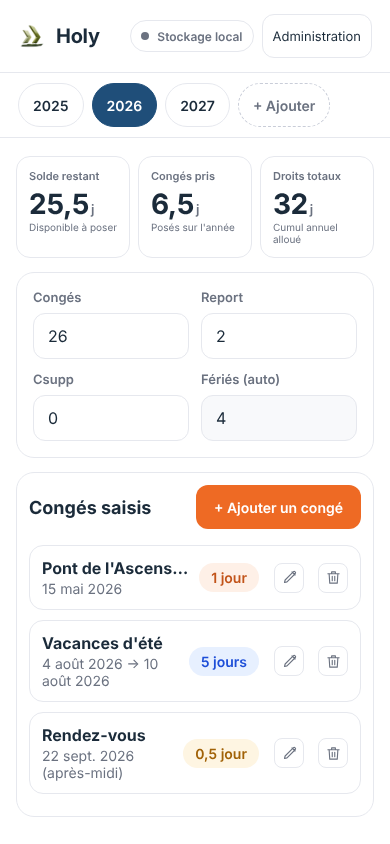 Holy
Stockage local
Administration
2025
2026
2027
+ Ajouter
Solde restant
25,5 j
Disponible à poser
Congés pris
6,5 j
Posés sur l'année
Droits totaux
32 j
Cumul annuel
alloué
Congés
Report
26
2
Csupp
Fériés (auto)
0
4
Congés saisis
+ Ajouter un congé
Pont de l'Ascens...
15 mai 2026
1 jour
Vacances d'été
4 août 2026 → 10
août 2026
5 jours
Rendez-vous
22 sept. 2026
(après-midi)
0,5 jour